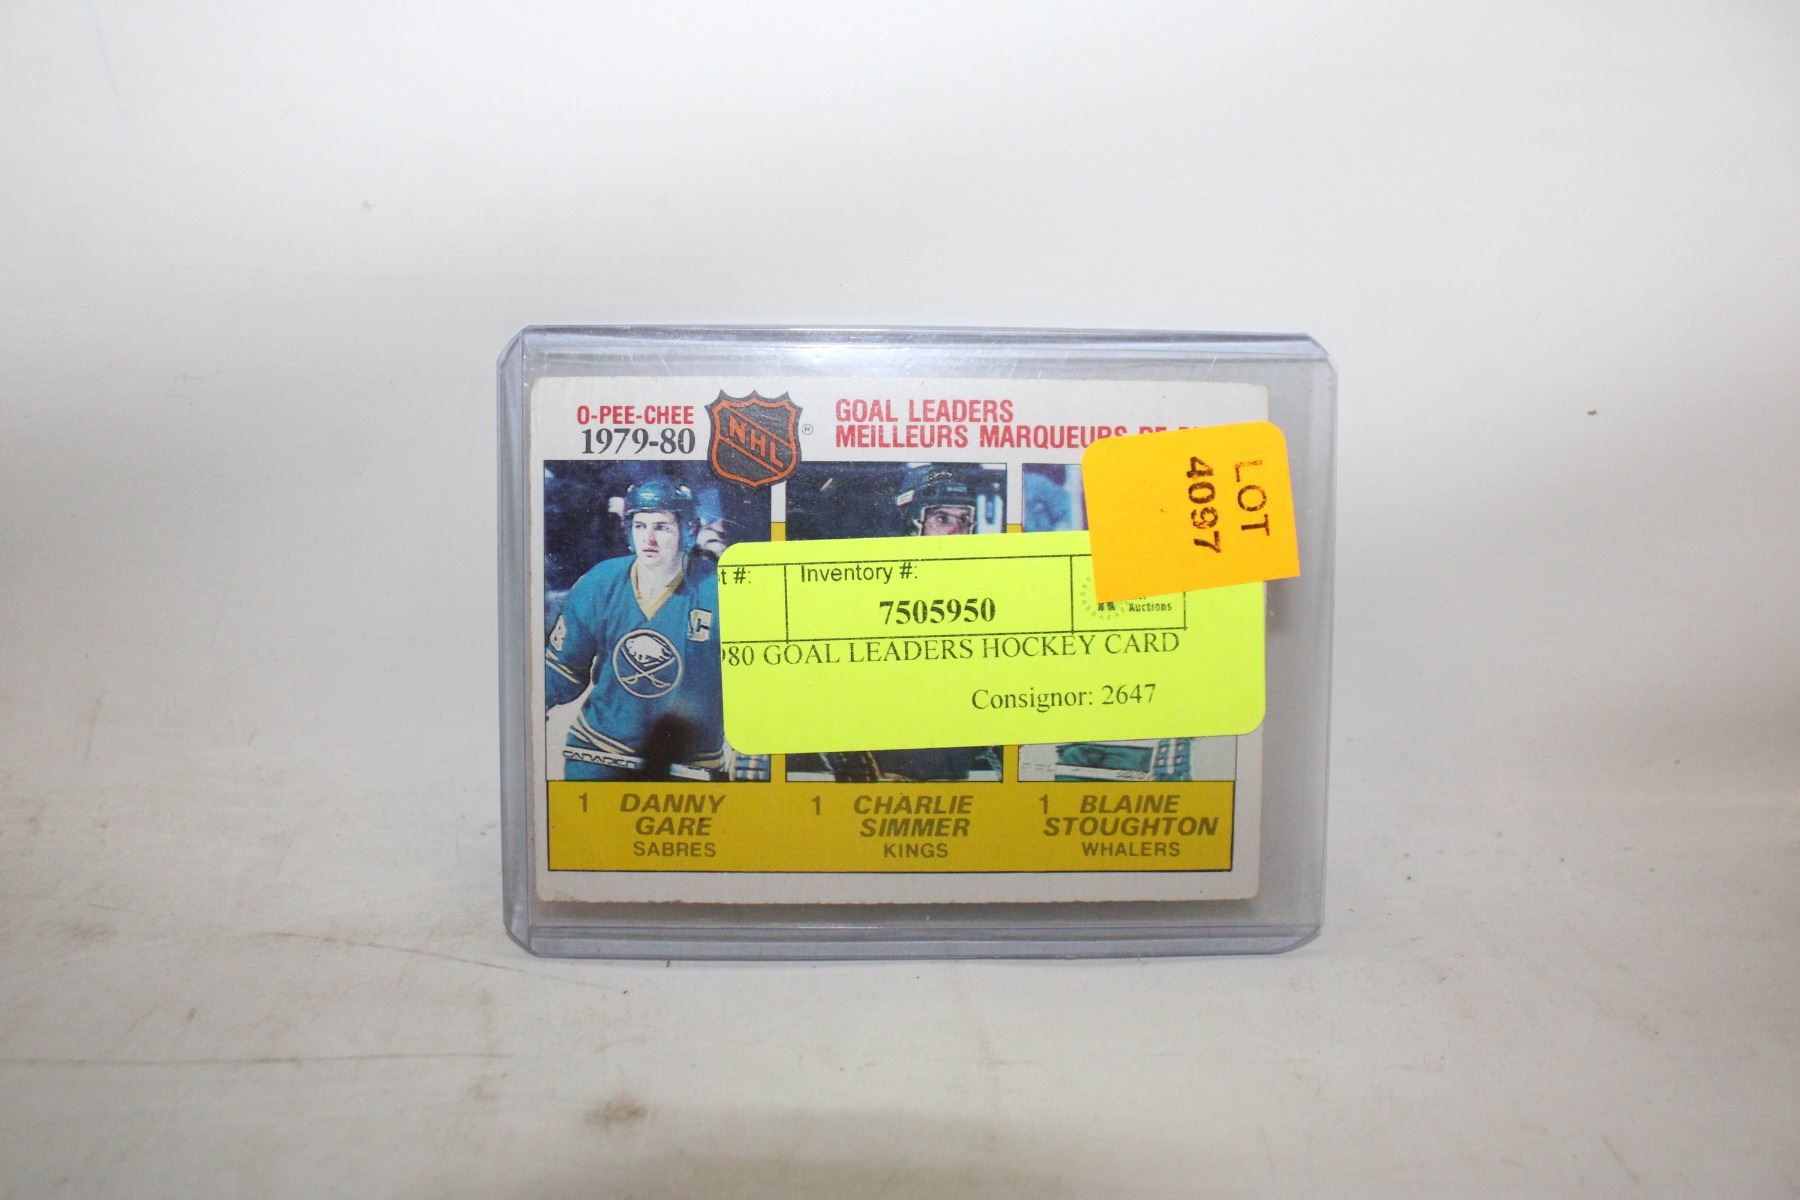 O-PEE-CHEE
1979-80
NHL
®
GOAL LEADERS
MEILLEURS MARQUEURS DE
LOT
4097
t #:
Inventory #:
7505950
Auctions
980 GOAL LEADERS HOCKEY CARD
Consignor: 2647
C
1 DANNY
GARE
SABRES
1 CHARLIE
SIMMER
KINGS
1 BLAINE
STOUGHTON
WHALERS